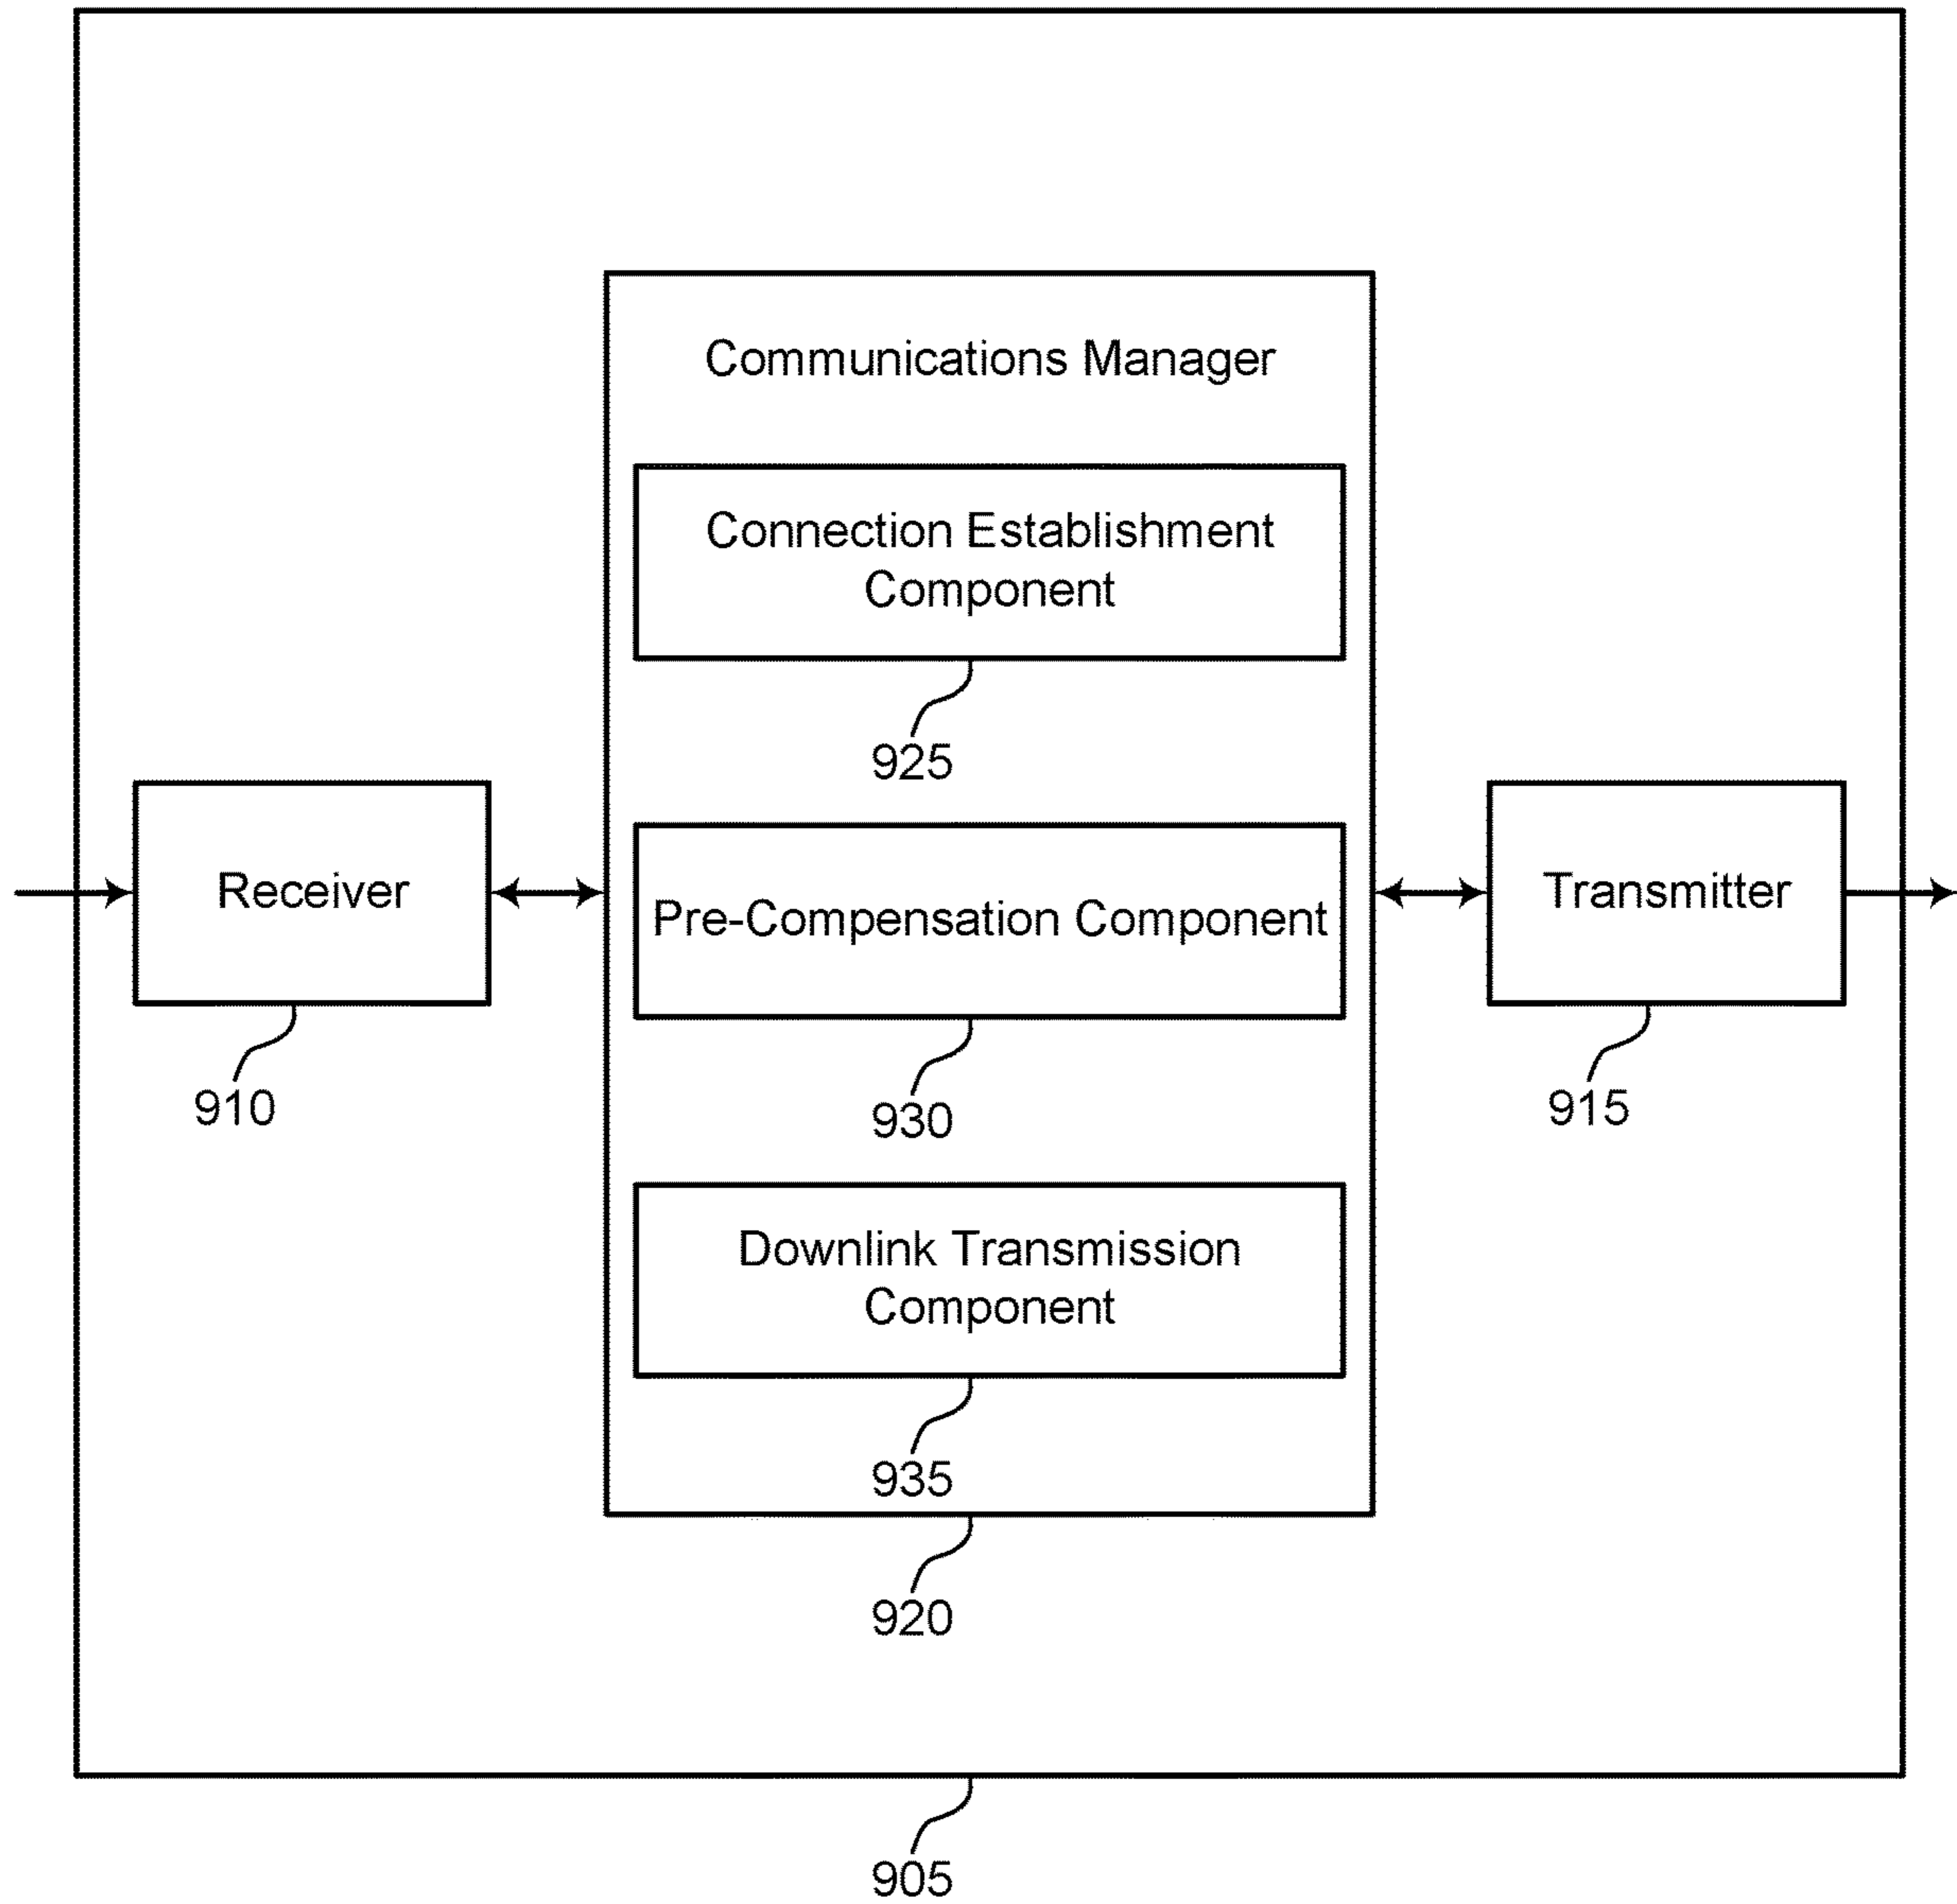 Communications Manager
Connection Establishment
Component
925
Receiver
910
Pre-Compensation Component
930
Transmitter
915
Downlink Transmission
Component
935
920
905